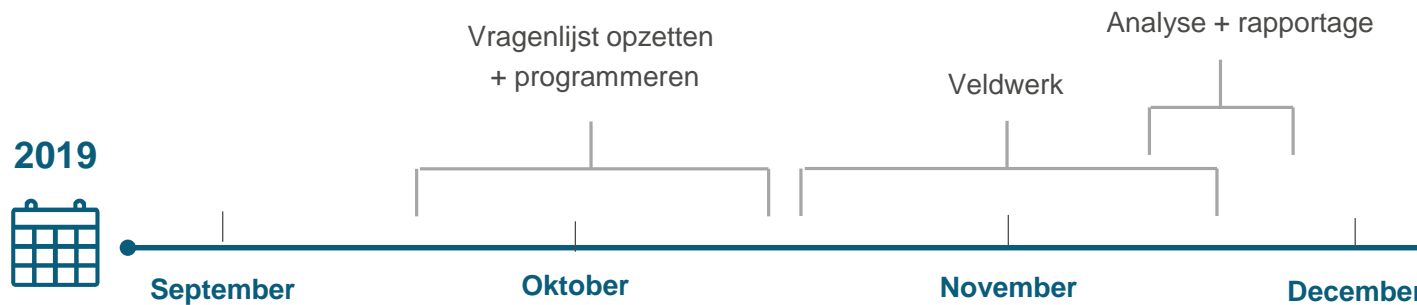 Analyse + rapportage
Vragenlijst opzetten
+ programmeren
Veldwerk
2019
September
Oktober
November
December